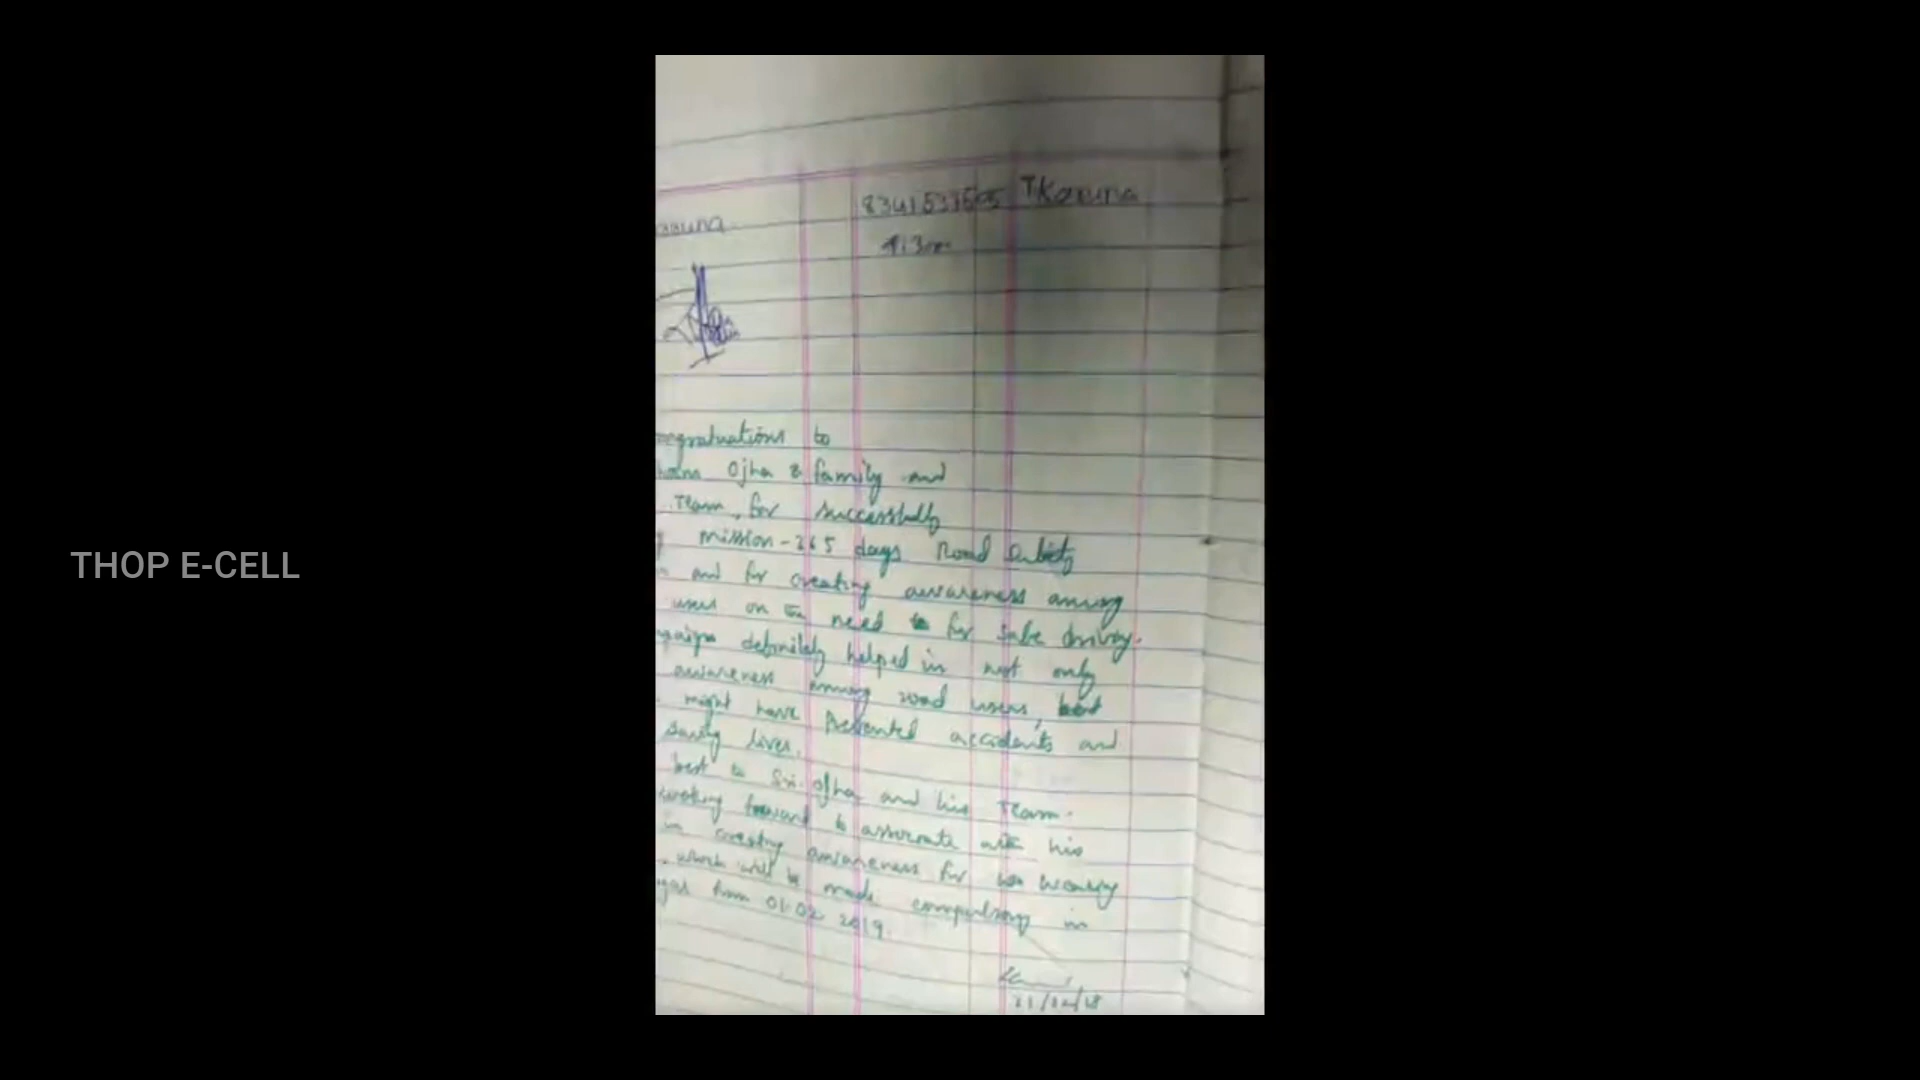 THOP E-CELL
TKaruna
ongratuations to
Ojha & family and
Team, for successfully
mission-365 days Road Safety
and for creating awareness among
users on the need for safe driving.
definitely helped in not only
awareness among road users, but
might have Prevented accidents and
saving lives.
best to Sri. Ojha and his Team.
forward to associate with his
in creating awareness for wearing
which will be made compulsory in
from 01.02.2019.